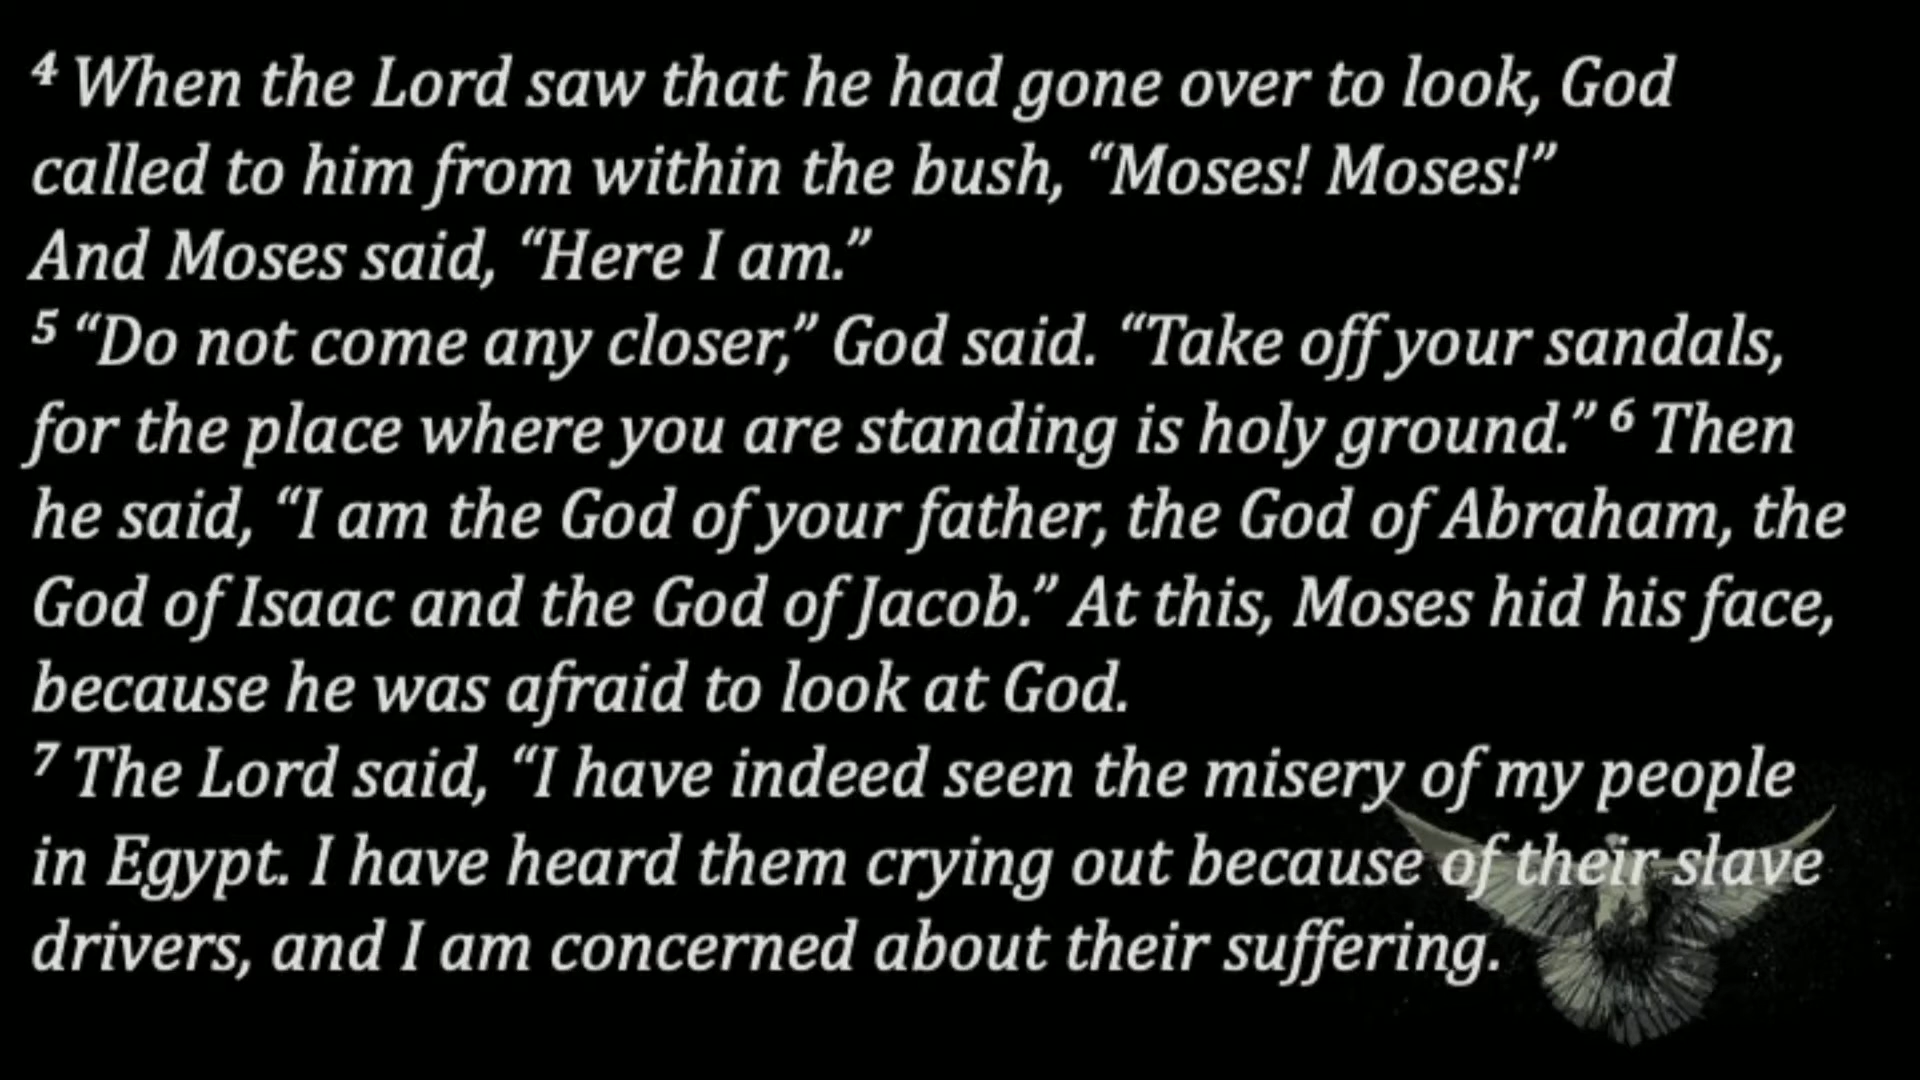 4 When the Lord saw that he had gone over to look, God
called to him from within the bush, “Moses! Moses!”
And Moses said, “Here I am.”
5 “Do not come any closer,” God said. “Take off your sandals,
for the place where you are standing is holy ground.” 6 Then
he said, “I am the God of your father, the God of Abraham, the
God of Isaac and the God of Jacob.” At this, Moses hid his face,
because he was afraid to look at God.
7 The Lord said, “I have indeed seen the misery of my people
in Egypt. I have heard them crying out because of their slave
drivers, and I am concerned about their suffering.